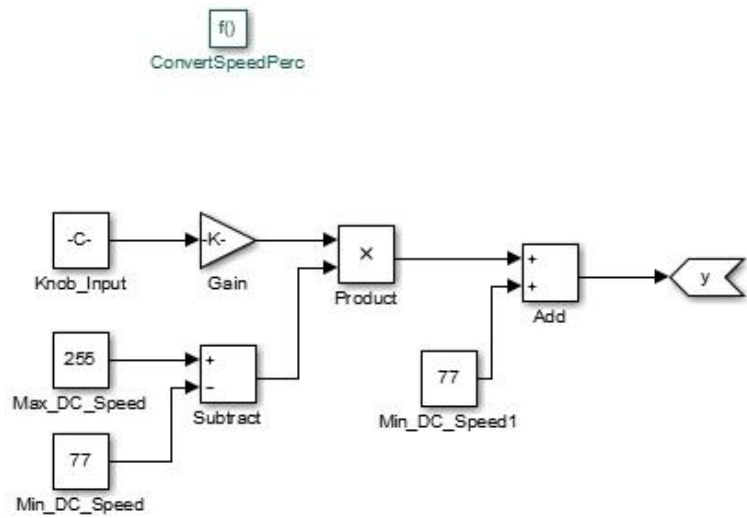 f()
ConvertSpeedPerc
-C-
Knob_Input
-K-
Gain
×
Product
+
+
Add
y
255
Max_DC_Speed
+
−
Subtract
77
Min_DC_Speed1
77
Min_DC_Speed